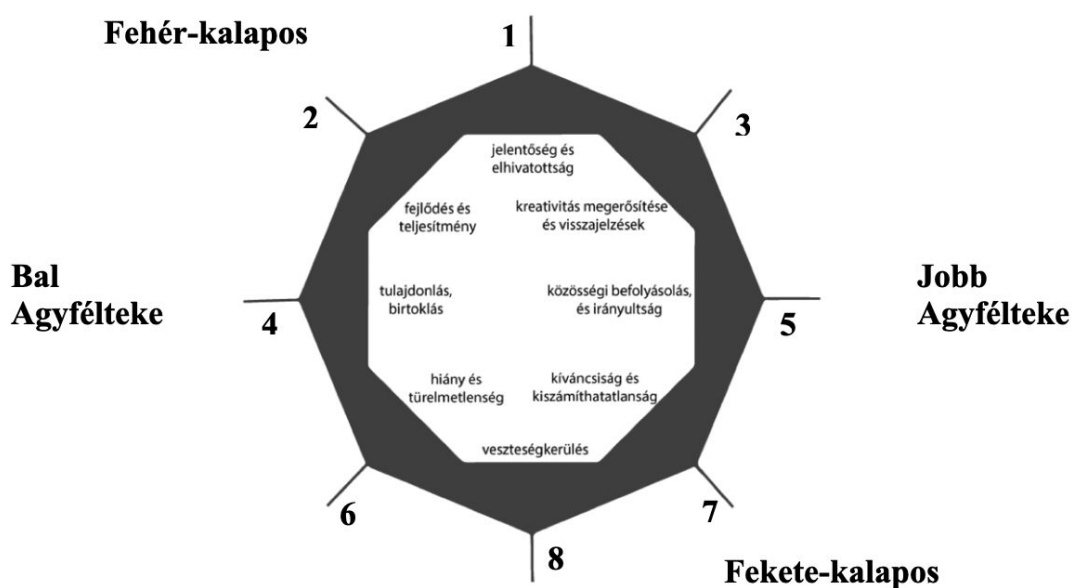 Fehér-kalapos
1
2
3
jelentőség és
elhivatottság
fejlődés és
teljesítmény
kreativitás megerősítése
és visszajelzések
Bal
Agyfélteke
tulajdonlás,
birtoklás
közösségi befolyásolás,
és irányultság
Jobb
Agyfélteke
4
5
hiány és
türelmetlenség
kíváncsiság és
kiszámíthatatlanság
veszteségkerülés
6
7
8
Fekete-kalapos